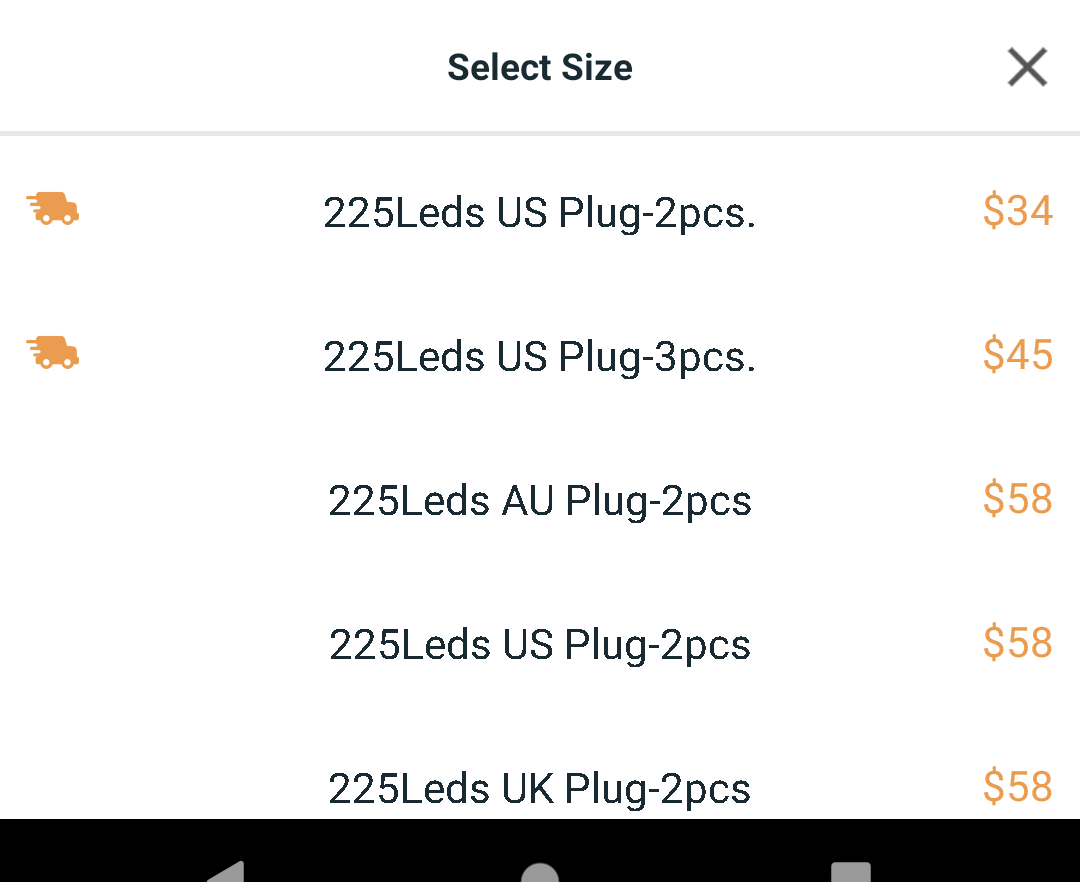 Select Size
225Leds US Plug-2pcs. $34
225Leds US Plug-3pcs. $45
225Leds AU Plug-2pcs $58
225Leds US Plug-2pcs $58
225Leds UK Plug-2pcs $58